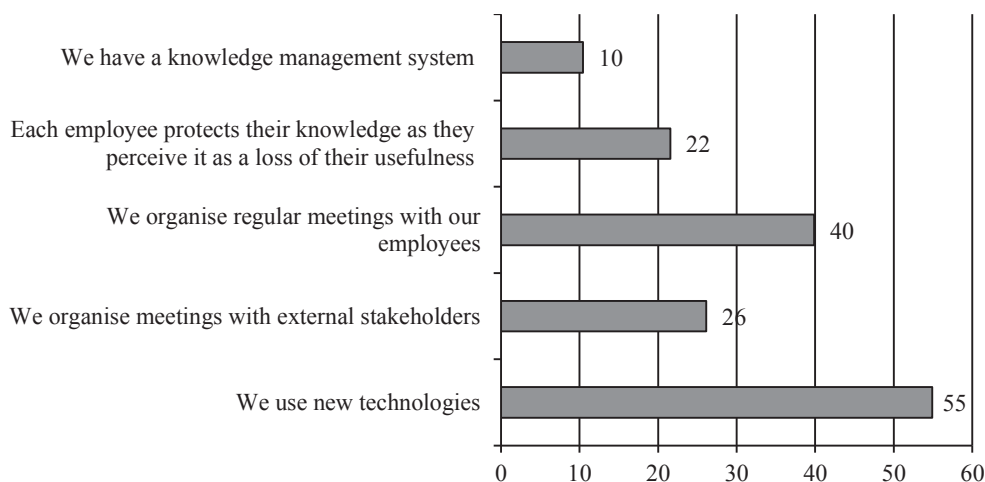 We have a knowledge management system
10
Each employee protects their knowledge as they
perceive it as a loss of their usefulness
22
We organise regular meetings with our
employees
40
We organise meetings with external stakeholders
26
We use new technologies
55
0 10 20 30 40 50 60